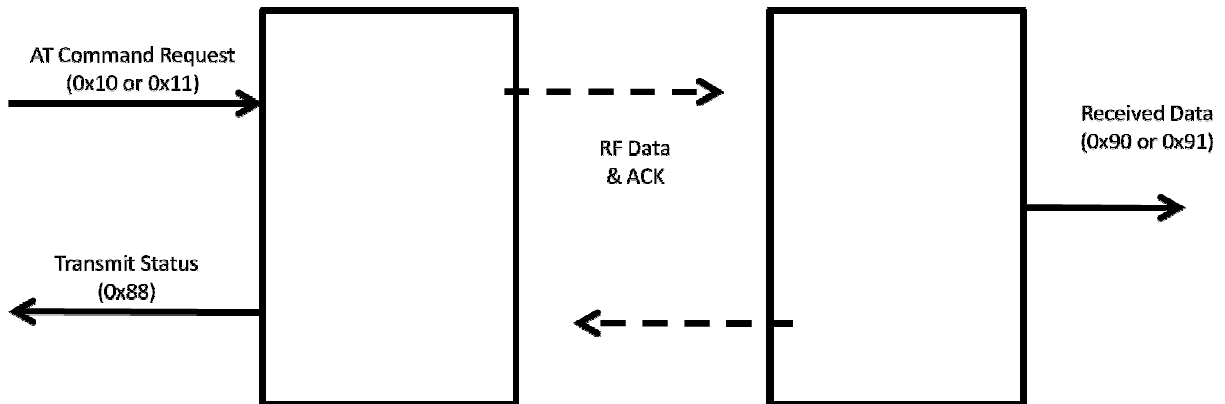 AT Command Request
(0x10 or 0x11)
RF Data
& ACK
Received Data
(0x90 or 0x91)
Transmit Status
(0x88)